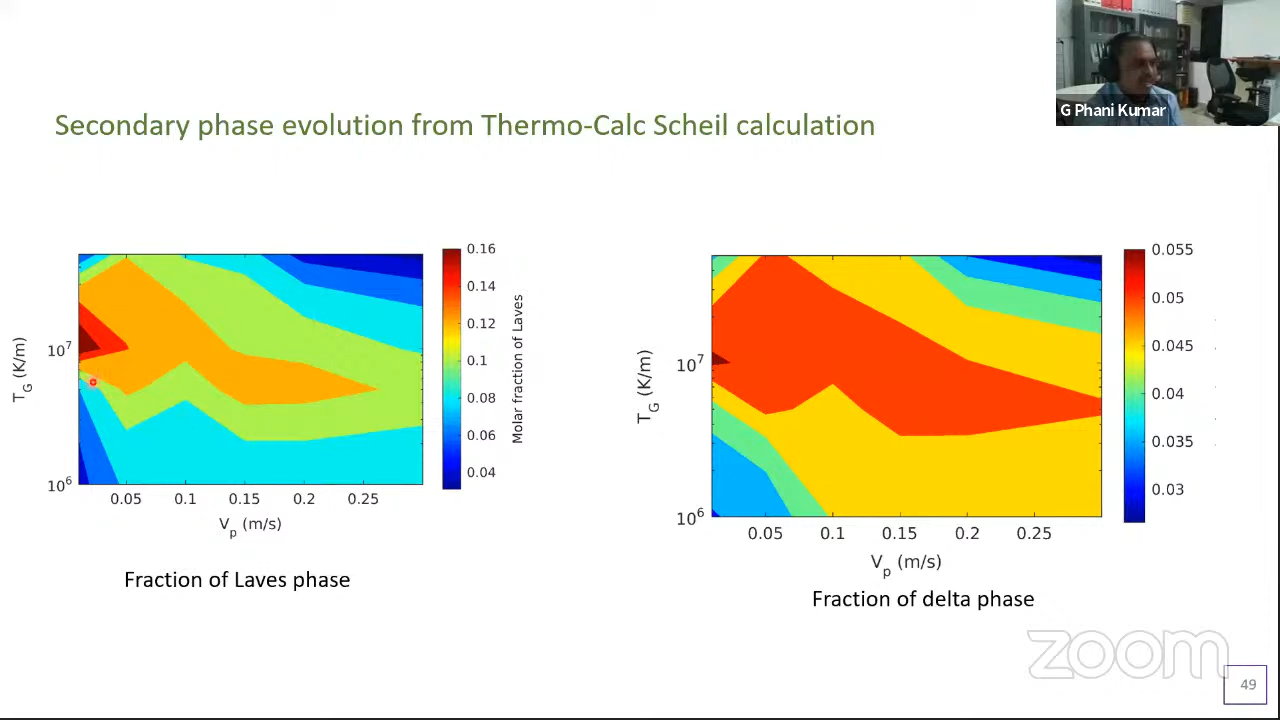 G Phani Kumar
Secondary phase evolution from Thermo-Calc Scheil calculation
T_G (K/m)
10^7
10^6
0.05 0.1 0.15 0.2 0.25
V_p (m/s)
0.16
0.14
0.12
0.1
0.08
0.06
0.04
Molar fraction of Laves
Fraction of Laves phase
T_G (K/m)
10^7
10^6
0.05 0.1 0.15 0.2 0.25
V_p (m/s)
0.055
0.05
0.045
0.04
0.035
0.03
Fraction of delta phase
zoom
49